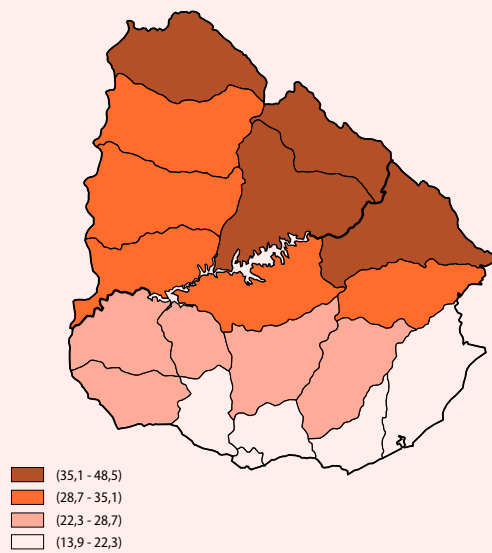 (35,1 - 48,5)
(28,7 - 35,1)
(22,3 - 28,7)
(13,9 - 22,3)